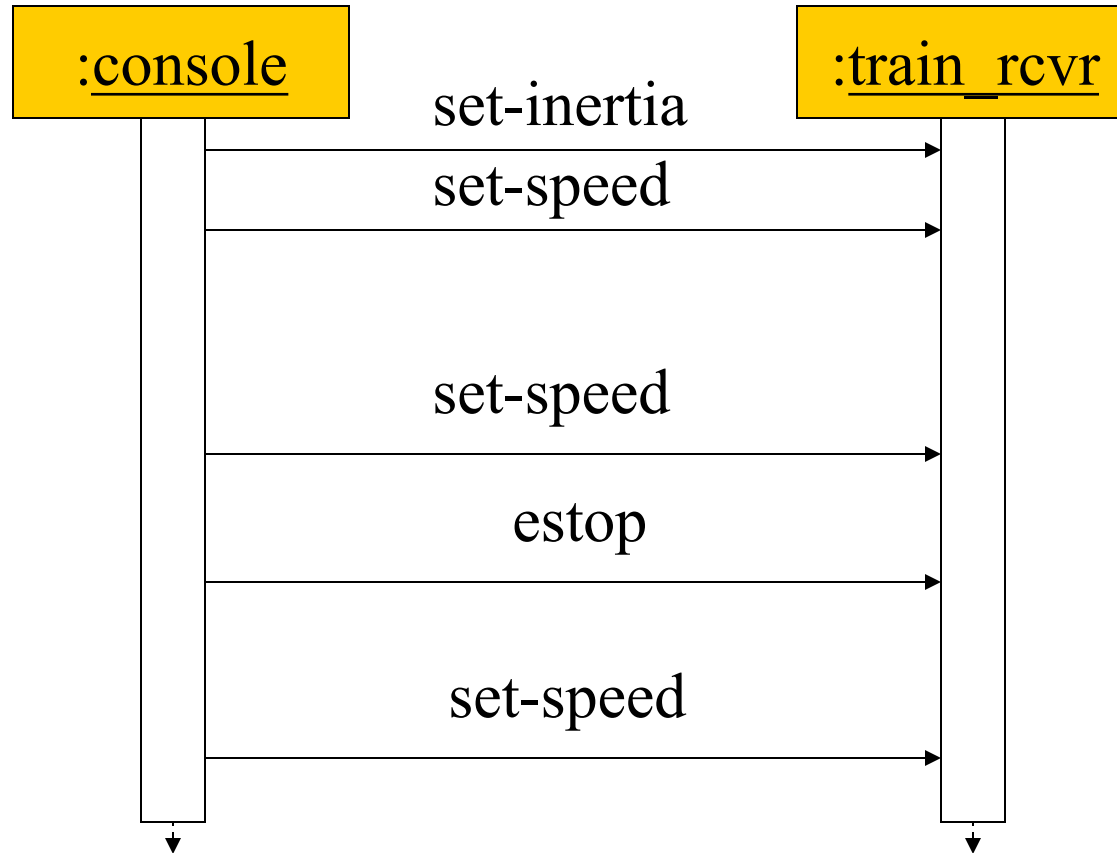 :console
:train_rcvr
set-inertia
set-speed
set-speed
estop
set-speed